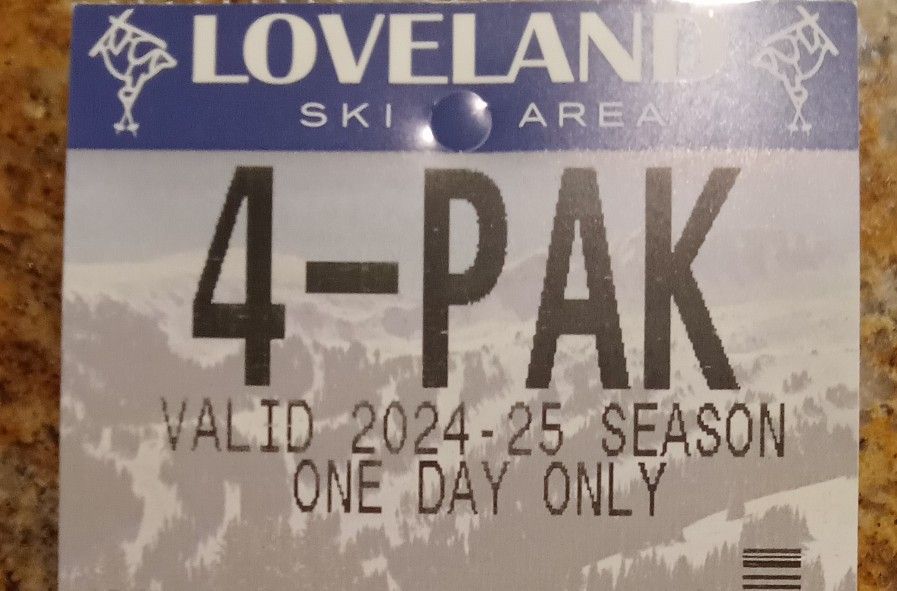 LOVELAND
SKI AREA
4-PAK
VALID 2024-25 SEASON
ONE DAY ONLY